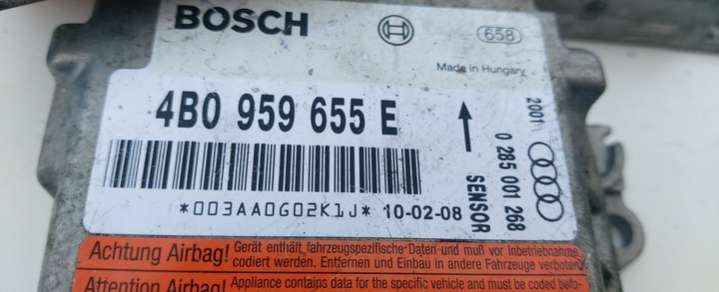 BOSCH
658
Made in Hungary
4B0 959 655 E
2001
0 285 001 268
SENSOR
*003AA0G02K1J* 10-02-08
Achtung Airbag! Gerät enthält fahrzeugspezifische Daten und muß vor Inbetriebnahme
codiert werden. Entfernen und Einbau in andere Fahrzeuge verboten
Attention Airbag! Appliance contains data for the specific vehicle and must be coded befo-